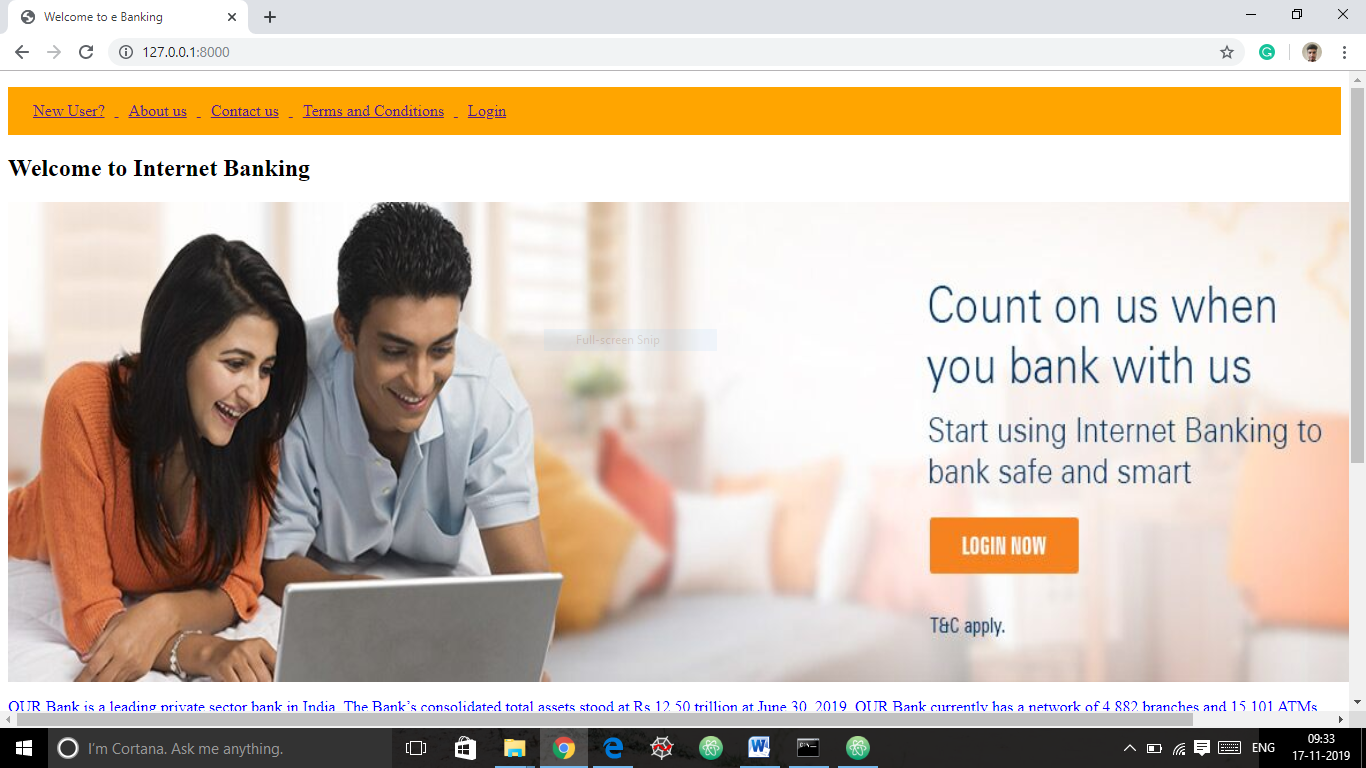 Welcome to e Banking
127.0.0.1:8000
New User? About us Contact us Terms and Conditions Login
Welcome to Internet Banking
Full-screen Snip
Count on us when
you bank with us
Start using Internet Banking to
bank safe and smart
LOGIN NOW
T&C apply.
OUR Bank is a leading private sector bank in India. The Bank’s consolidated total assets stood at Rs 12.50 trillion at June 30, 2019. OUR Bank currently has a network of 4,882 branches and 15,101 ATMs
I'm Cortana. Ask me anything.
ENG
09:33
17-11-2019